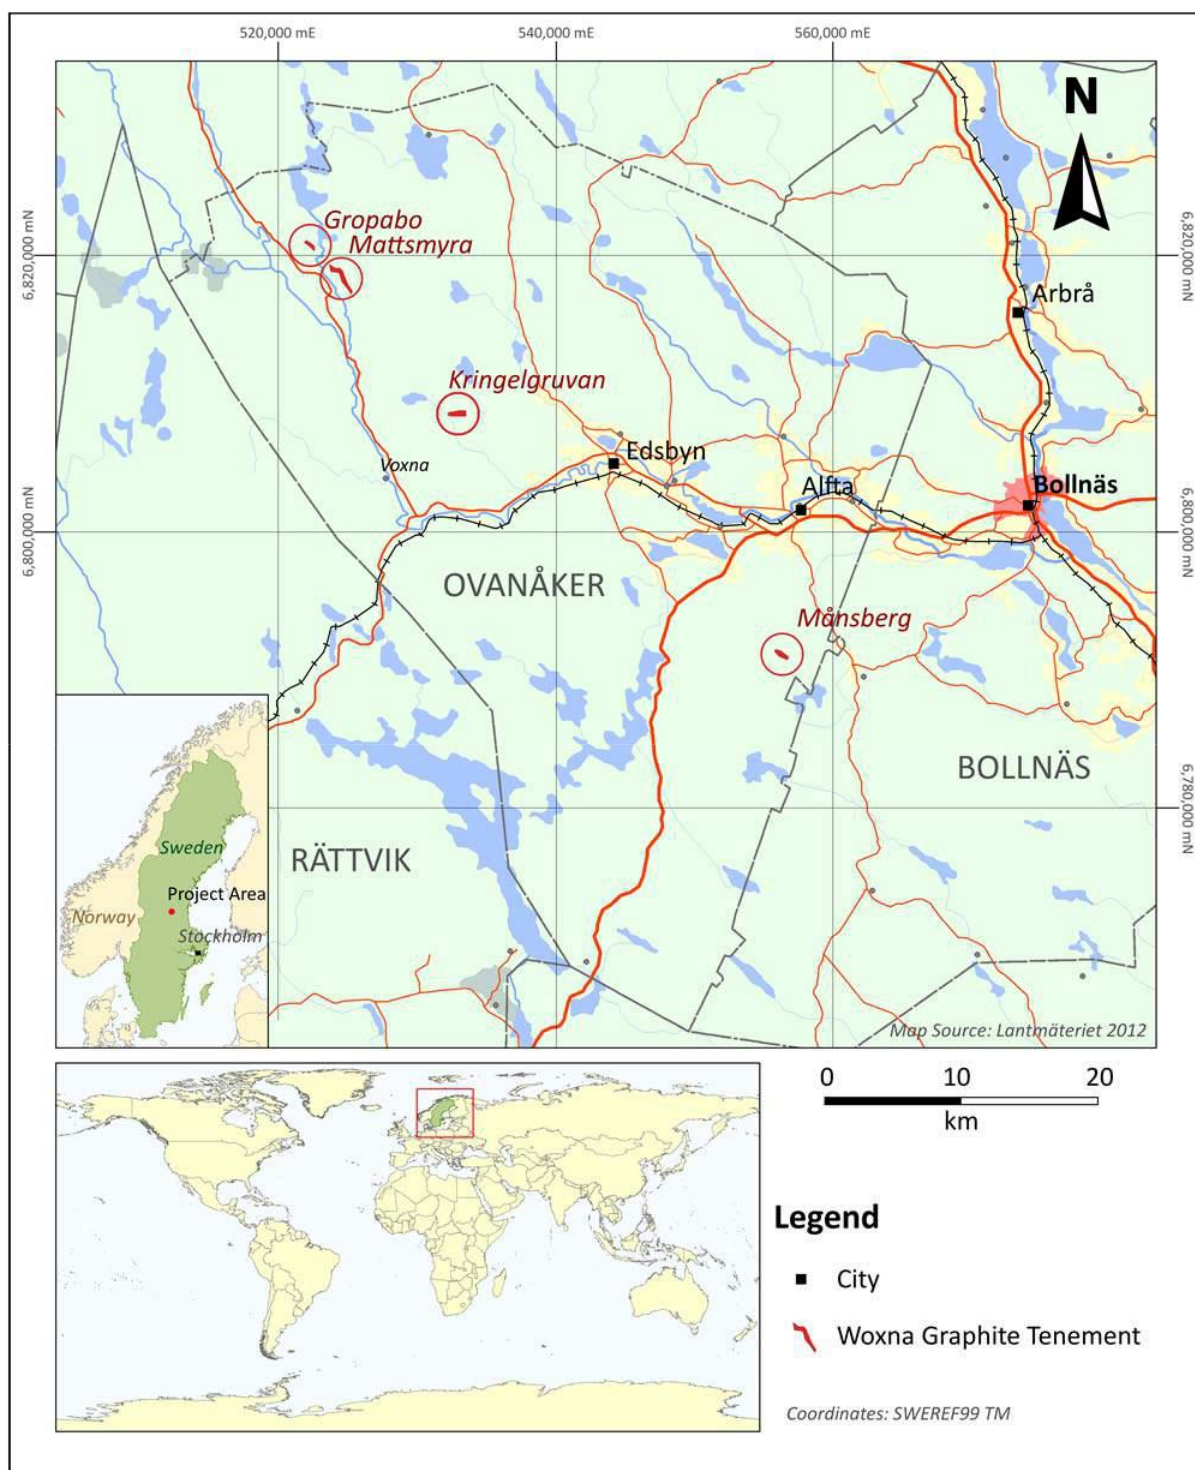 520,000 mE
540,000 mE
560,000 mE
N
Gropabo
Mattsmyra
6,820,000 mN
6,820,000 mN
Arbrå
Kringelgruvan
Edsbyn
Voxna
Alfta
Bollnäs
6,800,000 mN
6,800,000 mN
OVANÅKER
Månsberg
BOLLNÄS
6,780,000 mN
RÄTTVIK
Sweden
Project Area
Norway
Stockholm
Map Source: Lantmäteriet 2012
0 10 20
km
Legend
City
Woxna Graphite Tenement
Coordinates: SWEREF99 TM